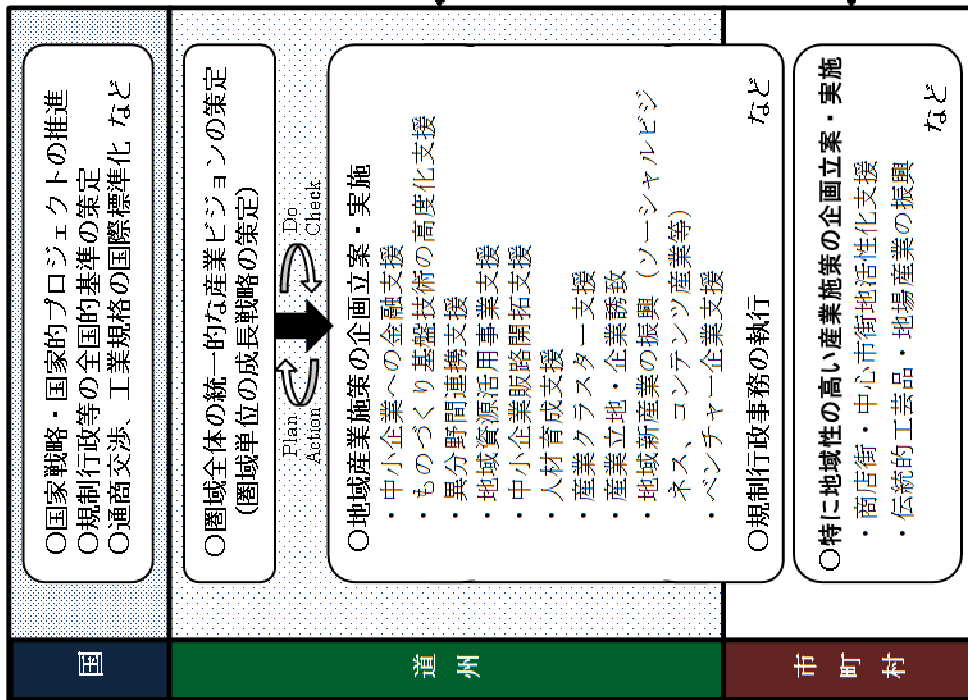 国
〇国家戦略・国家的プロジェクトの推進
〇規制行政等の全国的基準の策定
〇通商交渉、工業規格の国際標準化 など
道州
〇圏域全体の統一的な産業ビジョンの策定
(圏域単位の成長戦略の策定)
Plan
Action
Do
Check
〇地域産業施策の企画立案・実施
・中小企業への金融支援
・ものづくり基盤技術の高度化支援
・異分野間連携支援
・地域資源活用事業支援
・中小企業販路開拓支援
・人材育成支援
・産業クラスター支援
・産業立地・企業誘致
・地域新産業の振興（ソーシャルビジ
ネス、コンテンツ産業等）
・ベンチャー企業支援
〇規制行政事務の執行
など
市町村
〇特に地域性の高い産業施策の企画立案・実施
・商店街・中心市街地活性化支援
・伝統的工芸品・地場産業の振興
など